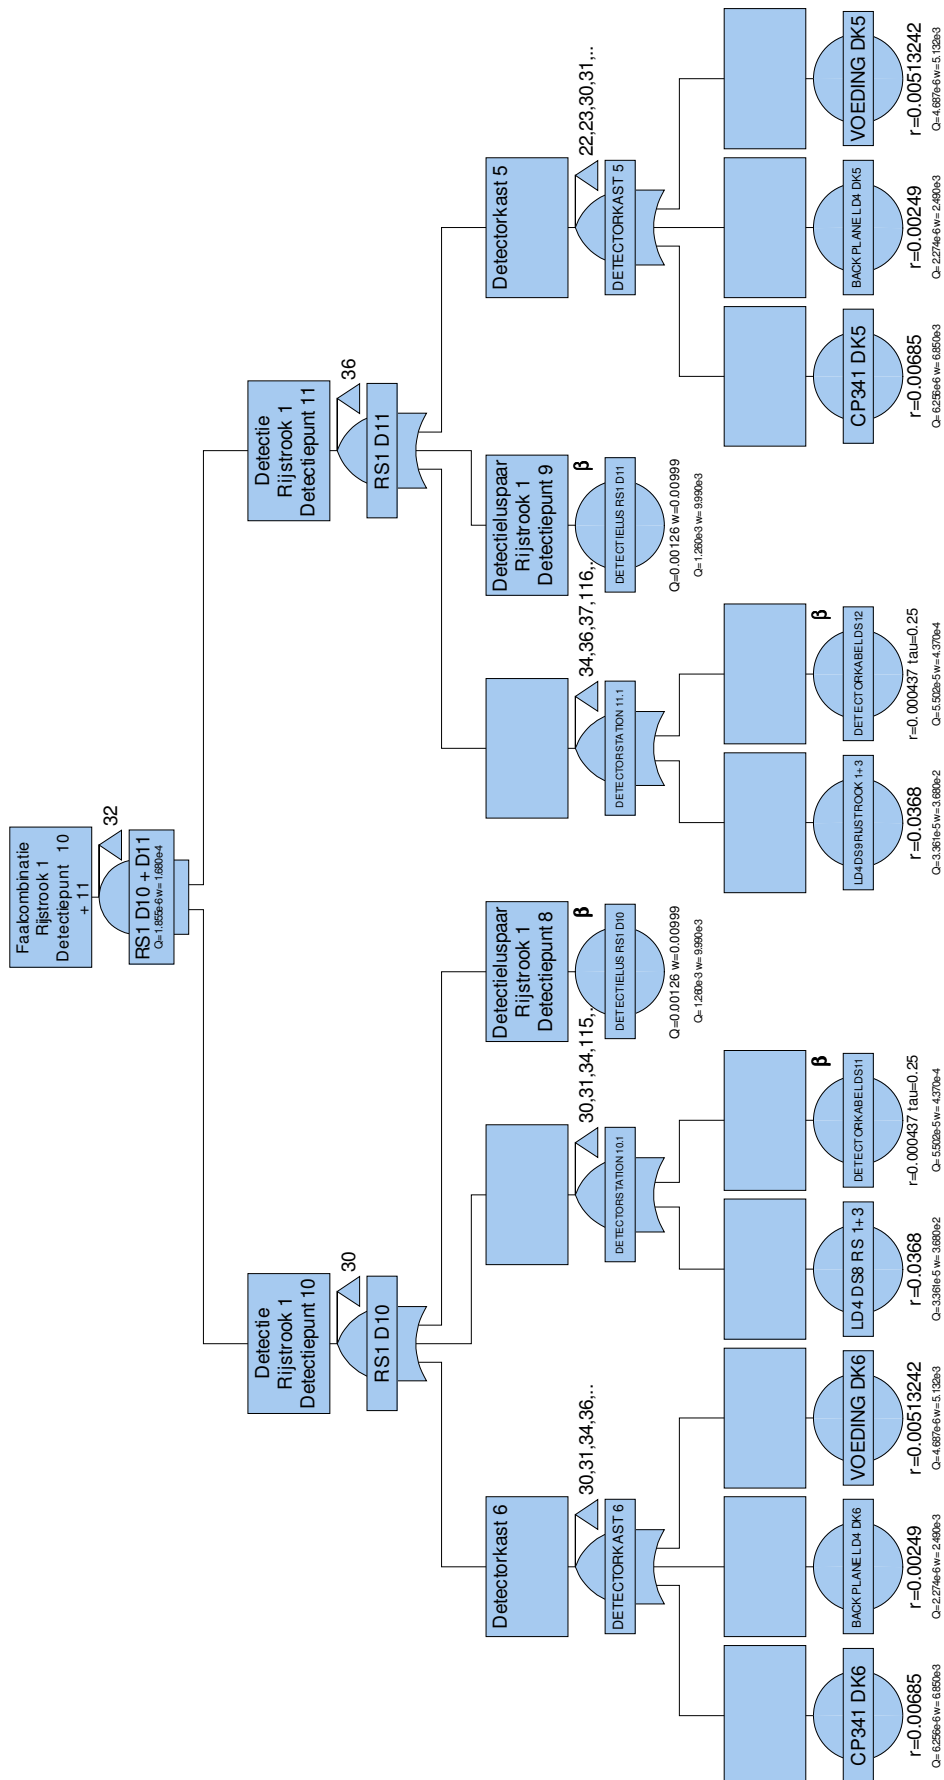 Faalcombinatie
Rijstrook 1
Detectiepunt 10
+ 11
32
RS1 D10 + D11
Q=1.855e-6 w=1.680e-4
Detectie
Rijstrook 1
Detectiepunt 10
30
RS1 D10
Detectie
Rijstrook 1
Detectiepunt 11
36
RS1 D11
Detectorkast 6
30,31,34,36,..
DETECTORKAST 6
30,31,34,115,..
DETECTORSTATION 10.1
Detectieluspaar
Rijstrook 1
Detectiepunt 8
β
DETECTIELUS RS1 D10
Q=0.00126 w=0.00999
Q=1.260e-3 w=9.990e-3
34,36,37,116,..
DETECTORSTATION 11.1
Detectieluspaar
Rijstrook 1
Detectiepunt 9
β
DETECTIELUS RS1 D11
Q=0.00126 w=0.00999
Q=1.260e-3 w=9.990e-3
Detectorkast 5
22,23,30,31,..
DETECTORKAST 5
CP341 DK6
r=0.00685
Q=6.256e-6 w=6.850e-3
BACKPLANE LD4 DK6
r=0.00249
Q=2.274e-6 w=2.490e-3
VOEDING DK6
r=0.00513242
Q=4.687e-6 w=5.132e-3
LD4 DS8 RS 1+3
r=0.0368
Q=3.361e-5 w=3.680e-2
β
DETECTORKABEL DS11
r=0.000437 tau=0.25
Q=5.502e-5 w=4.370e-4
LD4 DS9 RIJSTROOK 1+3
r=0.0368
Q=3.361e-5 w=3.680e-2
β
DETECTORKABEL DS12
r=0.000437 tau=0.25
Q=5.502e-5 w=4.370e-4
CP341 DK5
r=0.00685
Q=6.256e-6 w=6.850e-3
BACKPLANE LD4 DK5
r=0.00249
Q=2.274e-6 w=2.490e-3
VOEDING DK5
r=0.00513242
Q=4.687e-6 w=5.132e-3